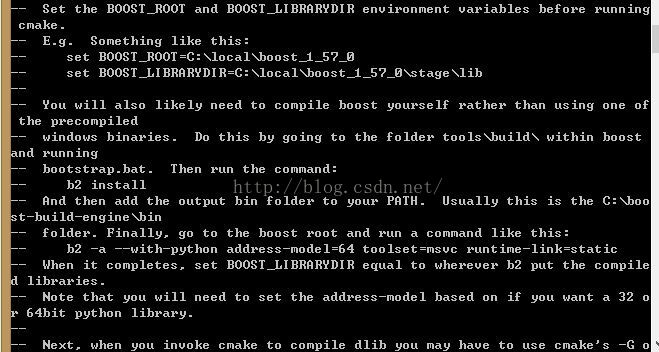 --  Set the BOOST_ROOT and BOOST_LIBRARYDIR environment variables before running
 cmake.
--  E.g.  Something like this:
--     set BOOST_ROOT=C:\local\boost_1_57_0
--     set BOOST_LIBRARYDIR=C:\local\boost_1_57_0\stage\lib
--
--  You will also likely need to compile boost yourself rather than using one of
 the precompiled
--  windows binaries.  Do this by going to the folder tools\build\ within boost
and running
--  bootstrap.bat.  Then run the command:
--     b2 install
http://blog.csdn.net/
--  And then add the output bin folder to your PATH.  Usually this is the C:\boo
st-build-engine\bin
--  folder. Finally, go to the boost root and run a command like this:
--     b2 -a --with-python address-model=64 toolset=msvc runtime-link=static
--  When it completes, set BOOST_LIBRARYDIR equal to wherever b2 put the compile
d libraries.
--  Note that you will need to set the address-model based on if you want a 32 o
r 64bit python library.
--
--  Next, when you invoke cmake to compile dlib you may have to use cmake's -G o